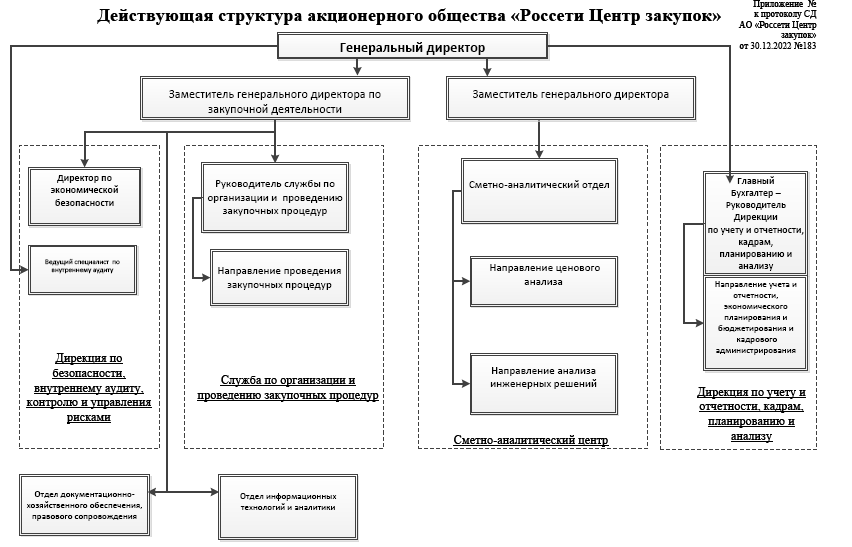 Действующая структура акционерного общества «Россети Центр закупок»
Приложение №
к протоколу СД
АО «Россети Центр
закупок»
от 30.12.2022 №183
Генеральный директор
Заместитель генерального директора по
закупочной деятельности
Заместитель генерального директора
Директор по
экономической
безопасности
Ведущий специалист по
внутреннему аудиту
Дирекция по
безопасности,
внутреннему аудиту,
контролю и управления
рисками
Руководитель службы по
организации и проведению
закупочных процедур
Направление проведения
закупочных процедур
Служба по организации и
проведению закупочных процедур
Сметно-аналитический отдел
Направление ценового
анализа
Направление анализа
инженерных решений
Сметно-аналитический центр
Главный
Бухгалтер –
Руководитель
Дирекции
по учету и отчетности,
кадрам,
планированию и
анализу
Направление учета и
отчетности,
экономического
планирования и
бюджетирования и
кадрового
администрирования
Дирекция по учету и
отчетности, кадрам,
планированию и
анализу
Отдел документационно-
хозяйственного обеспечения,
правового сопровождения
Отдел информационных
технологий и аналитики